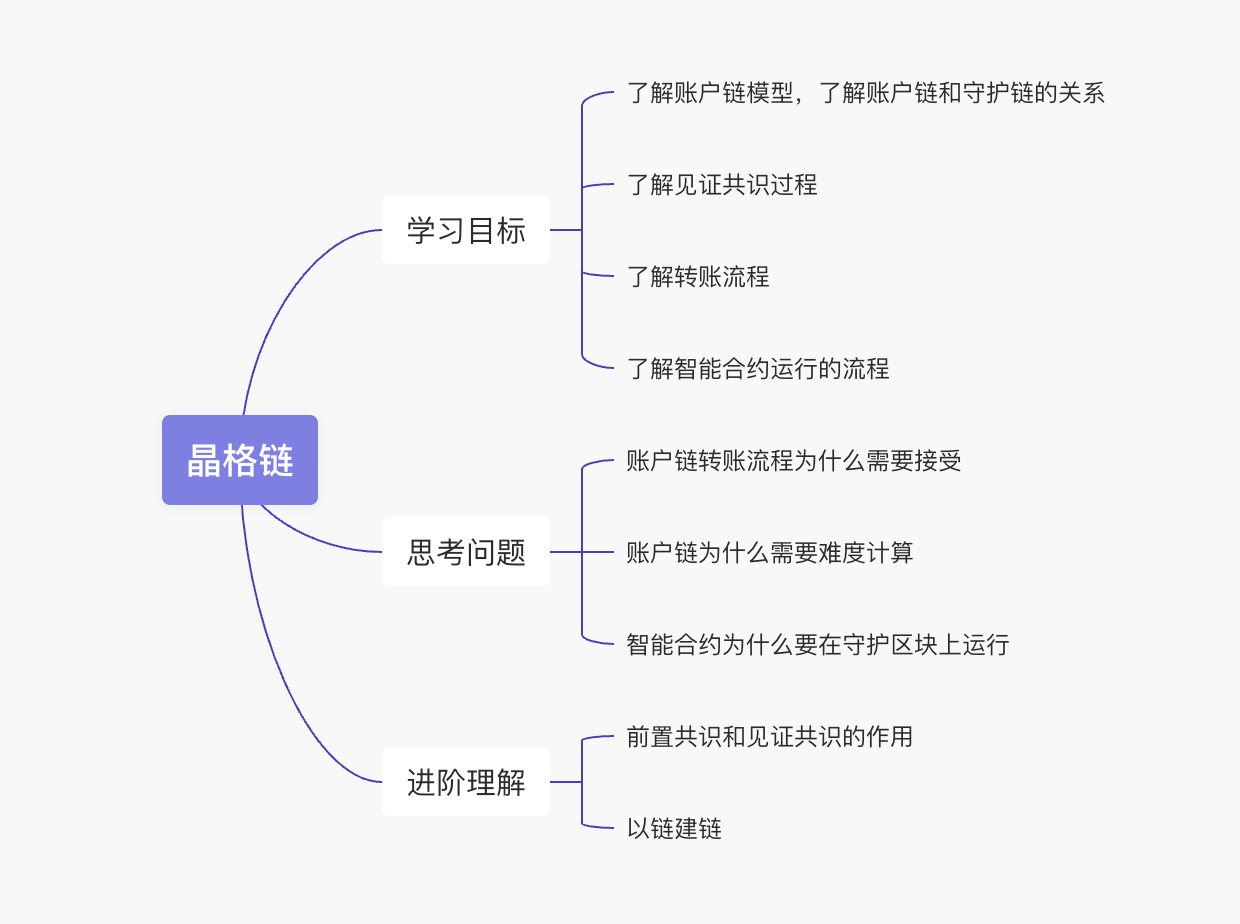 晶格链
学习目标
了解账户链模型，了解账户链和守护链的关系
了解见证共识过程
了解转账流程
了解智能合约运行的流程
思考问题
账户链转账流程为什么需要接受
账户链为什么需要难度计算
智能合约为什么要在守护区块上运行
进阶理解
前置共识和见证共识的作用
以链建链